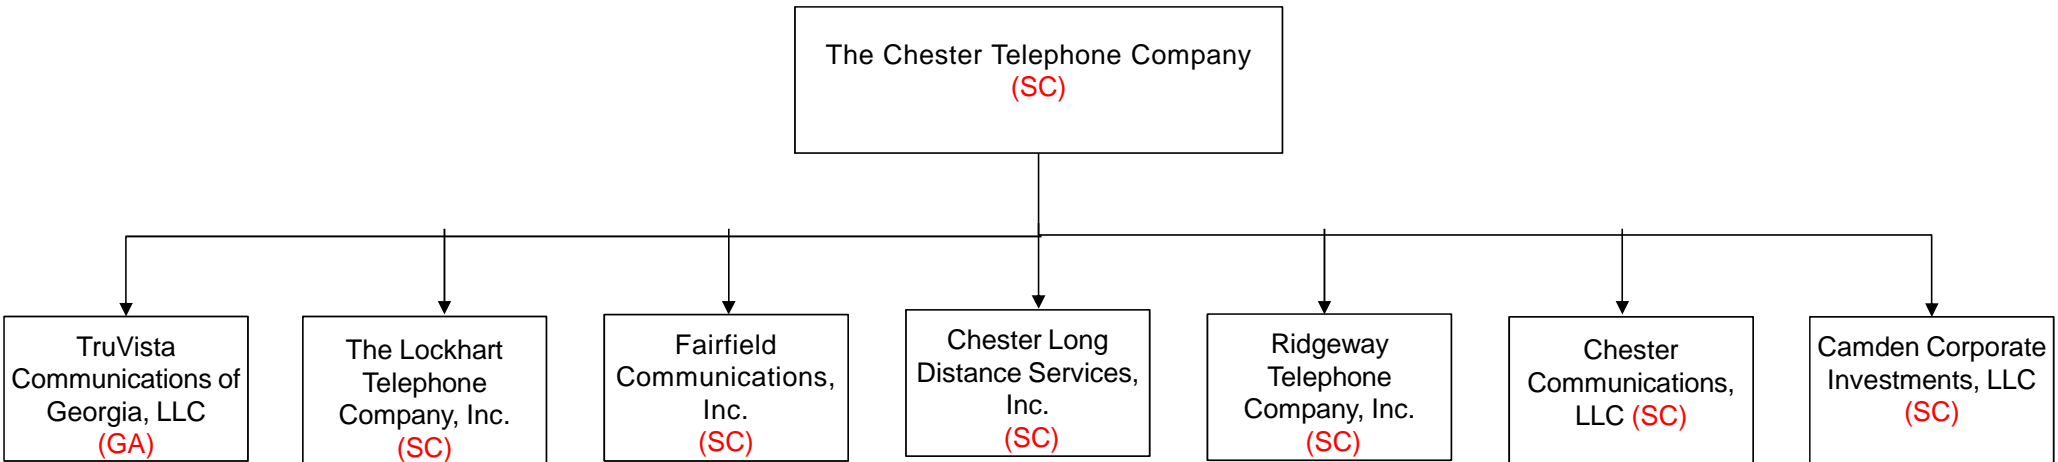 The Chester Telephone Company
(SC)
TruVista
Communications of
Georgia, LLC
(GA)
The Lockhart
Telephone
Company, Inc.
(SC)
Fairfield
Communications,
Inc.
(SC)
Chester Long
Distance Services,
Inc.
(SC)
Ridgeway
Telephone
Company, Inc.
(SC)
Chester
Communications,
LLC (SC)
Camden Corporate
Investments, LLC
(SC)